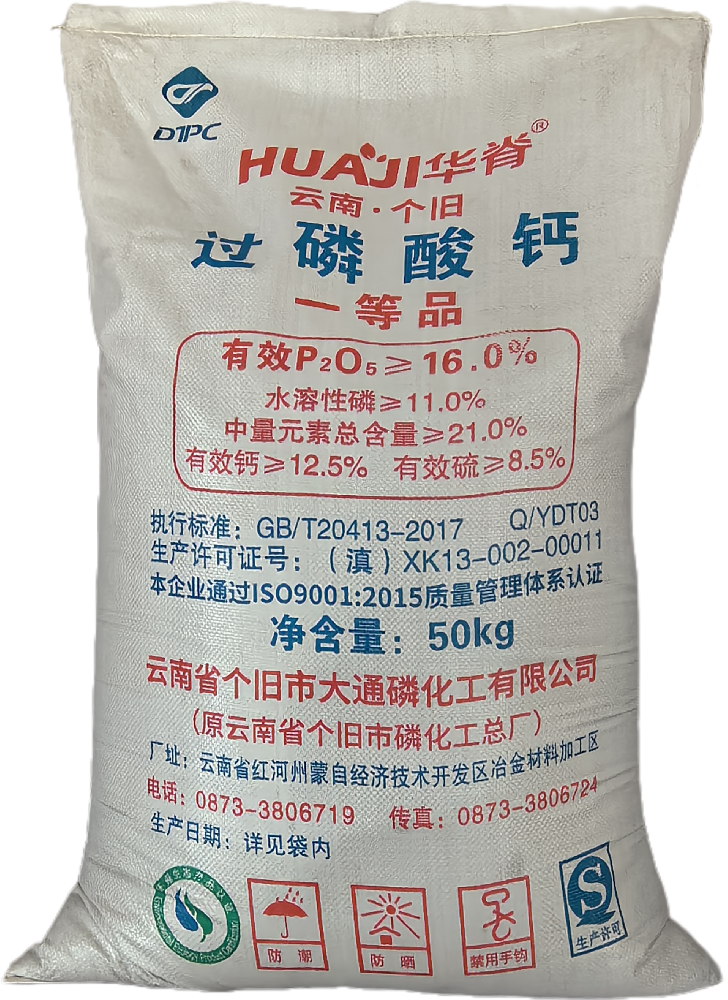 DTPC
HUAJI华脊®
云南·个旧
过磷酸钙
一等品
有效P₂O₅≥16.0%
水溶性磷≥11.0%
中量元素总含量≥21.0%
有效钙≥12.5% 有效硫≥8.5%
执行标准：GB/T20413-2017 Q/YDT03
生产许可证号：（滇）XK13-002-00011
本企业通过ISO9001:2015质量管理体系认证
净含量：50kg
云南省个旧市大通磷化工有限公司
(原云南省个旧市磷化工总厂)
厂址：云南省红河州蒙自经济技术开发区冶金材料加工区
电话：0873-3806719 传真：0873-3806724
生产日期：详见袋内
防潮
防晒
禁用手钩
S
生产许可